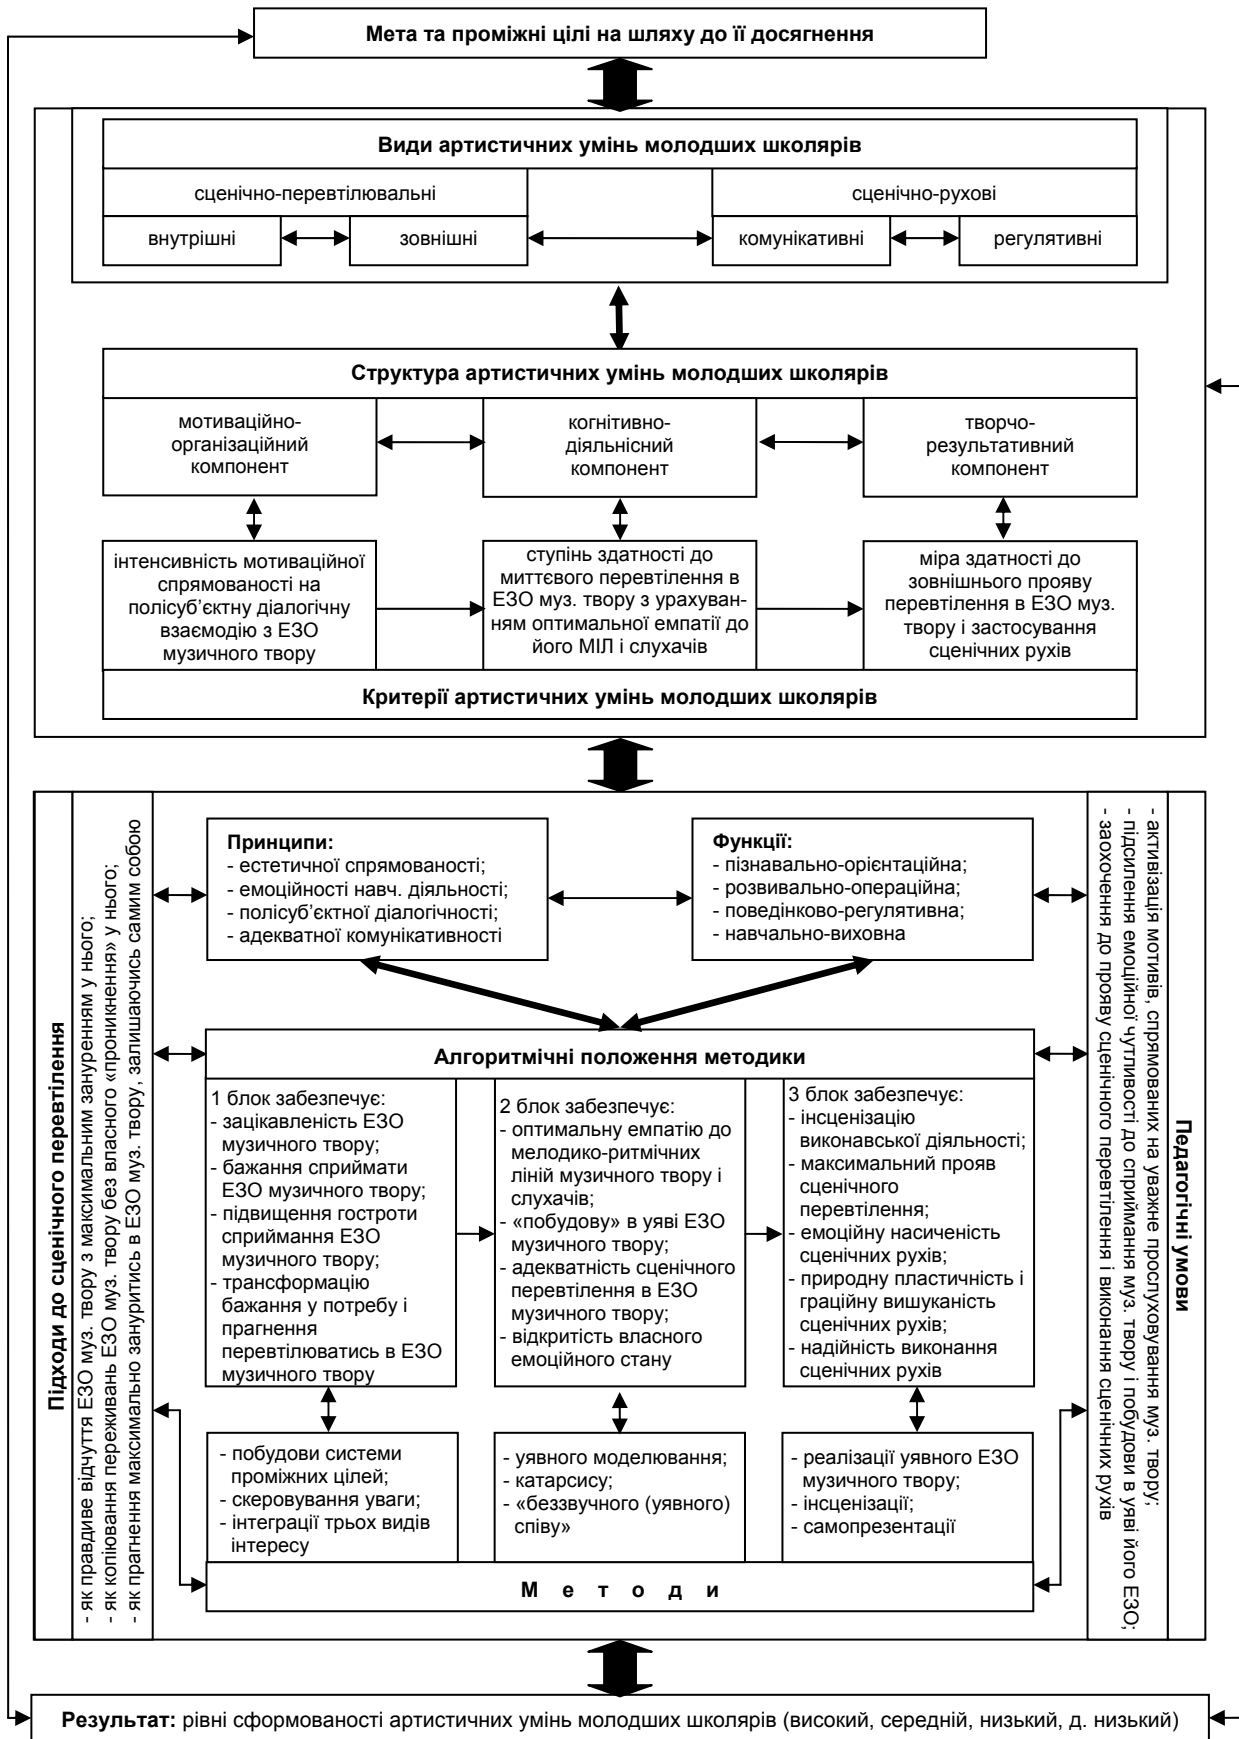 Мета та проміжні цілі на шляху до її досягнення
Види артистичних умінь молодших школярів
сценічно-перевтілювальні
сценічно-рухові
внутрішні
зовнішні
комунікативні
регулятивні
Структура артистичних умінь молодших школярів
мотиваційно-
організаційний
компонент
когнитивно-
діяльнісний
компонент
творчо-
результативний
компонент
інтенсивність мотиваційної
спрямованості на
полісуб’єктну діалогічну
взаємодію з ЕЗО
музичного твору
ступінь здатності до
миттєвого перевтілення в
ЕЗО муз. твору з урахуван-
ням оптимальної емпатії до
його МІЛ і слухачів
міра здатності до
зовнішнього прояву
перевтілення в ЕЗО муз.
твору і застосування
сценічних рухів
Критерії артистичних умінь молодших школярів
Підходи до сценічного перевтілення
- як правдиве відчуття ЕЗО муз. твору з максимальним зануренням у нього;
- як копіювання переживань ЕЗО муз. твору без власного «проникнення» у нього;
- як прагнення максимально зануритись в ЕЗО муз. твору, залишаючись самим собою
Принципи:
- естетичної спрямованості;
- емоційності навч. діяльності;
- полісуб’єктної діалогічності;
- адекватної комунікативності
Функції:
- пізнавально-орієнтаційна;
- розвивально-операційна;
- поведінково-регулятивна;
- навчально-виховна
Алгоритмічні положення методики
1 блок забезпечує:
- зацікавленість ЕЗО
музичного твору;
- бажання сприймати
ЕЗО музичного твору;
- підвищення гостроти
сприймання ЕЗО
музичного твору;
- трансформацію
бажання у потребу і
прагнення
перевтілюватись в ЕЗО
музичного твору
2 блок забезпечує:
- оптимальну емпатію до
мелодико-ритмічних
ліній музичного твору і
слухачів;
- «побудову» в уяві ЕЗО
музичного твору;
- адекватність сценічного
перевтілення в ЕЗО
музичного твору;
- відкритість власного
емоційного стану
3 блок забезпечує:
- інсценізацію
виконавської діяльності;
- максимальний прояв
сценічного
перевтілення;
- емоційну насиченість
сценічних рухів;
- природну пластичність і
граційну вишуканість
сценічних рухів;
- надійність виконання
сценічних рухів
- побудови системи
проміжних цілей;
- скеровування уваги;
- інтеграції трьох видів
інтересу
- уявного моделювання;
- катарсису;
- «беззвучного (уявного)
співу»
- реалізації уявного ЕЗО
музичного твору;
- інсценізації;
- самопрезентації
М е т о д и
Педагогічні умови
- активізація мотивів, спрямованих на уважне прослуховування муз. твору;
- підсилення емоційної чутливості до сприймання муз. твору і побудови в уяві його ЕЗО;
- заохочення до прояву сценічного перевтілення і виконання сценічних рухів
Результат: рівні сформованості артистичних умінь молодших школярів (високий, середній, низький, д. низький)